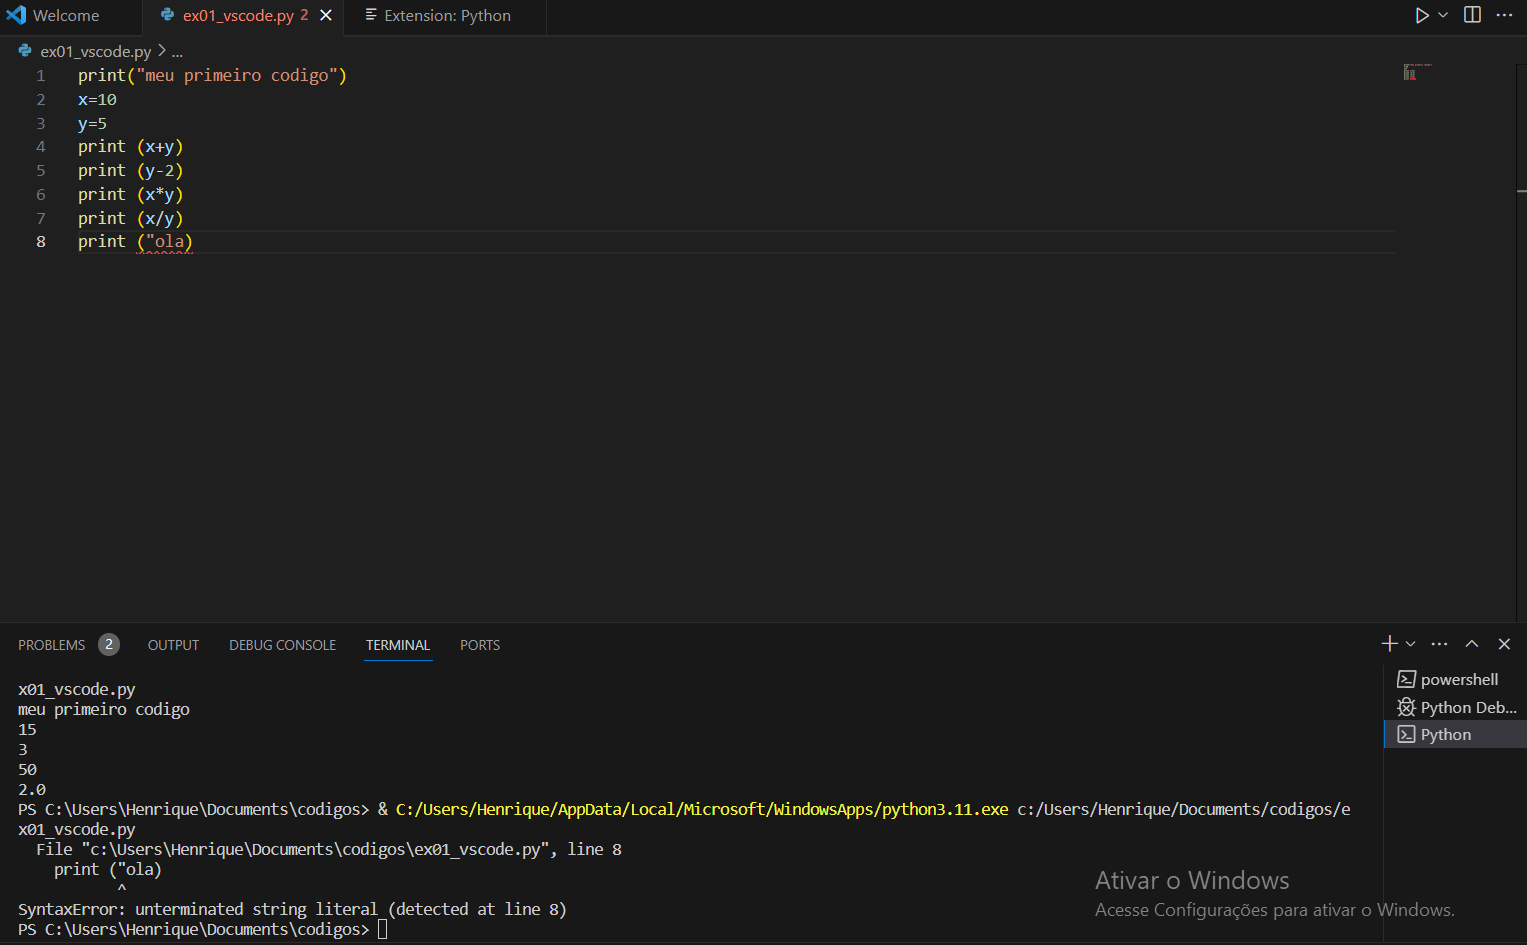 Welcome
ex01_vscode.py 2
Extension: Python
ex01_vscode.py > ...
1 print("meu primeiro codigo")
2 x=10
3 y=5
4 print (x+y)
5 print (y-2)
6 print (x*y)
7 print (x/y)
8 print ("ola)
PROBLEMS 2 OUTPUT DEBUG CONSOLE TERMINAL PORTS
x01_vscode.py
meu primeiro codigo
15
3
50
2.0
PS C:\Users\Henrique\Documents\codigos> & C:/Users/Henrique/AppData/Local/Microsoft/WindowsApps/python3.11.exe c:/Users/Henrique/Documents/codigos/e
x01_vscode.py
File "c:\Users\Henrique\Documents\codigos\ex01_vscode.py", line 8
print ("ola)
^
SyntaxError: unterminated string literal (detected at line 8)
PS C:\Users\Henrique\Documents\codigos>
powershell
Python Deb...
Python
Ativar o Windows
Acesse Configurações para ativar o Windows.